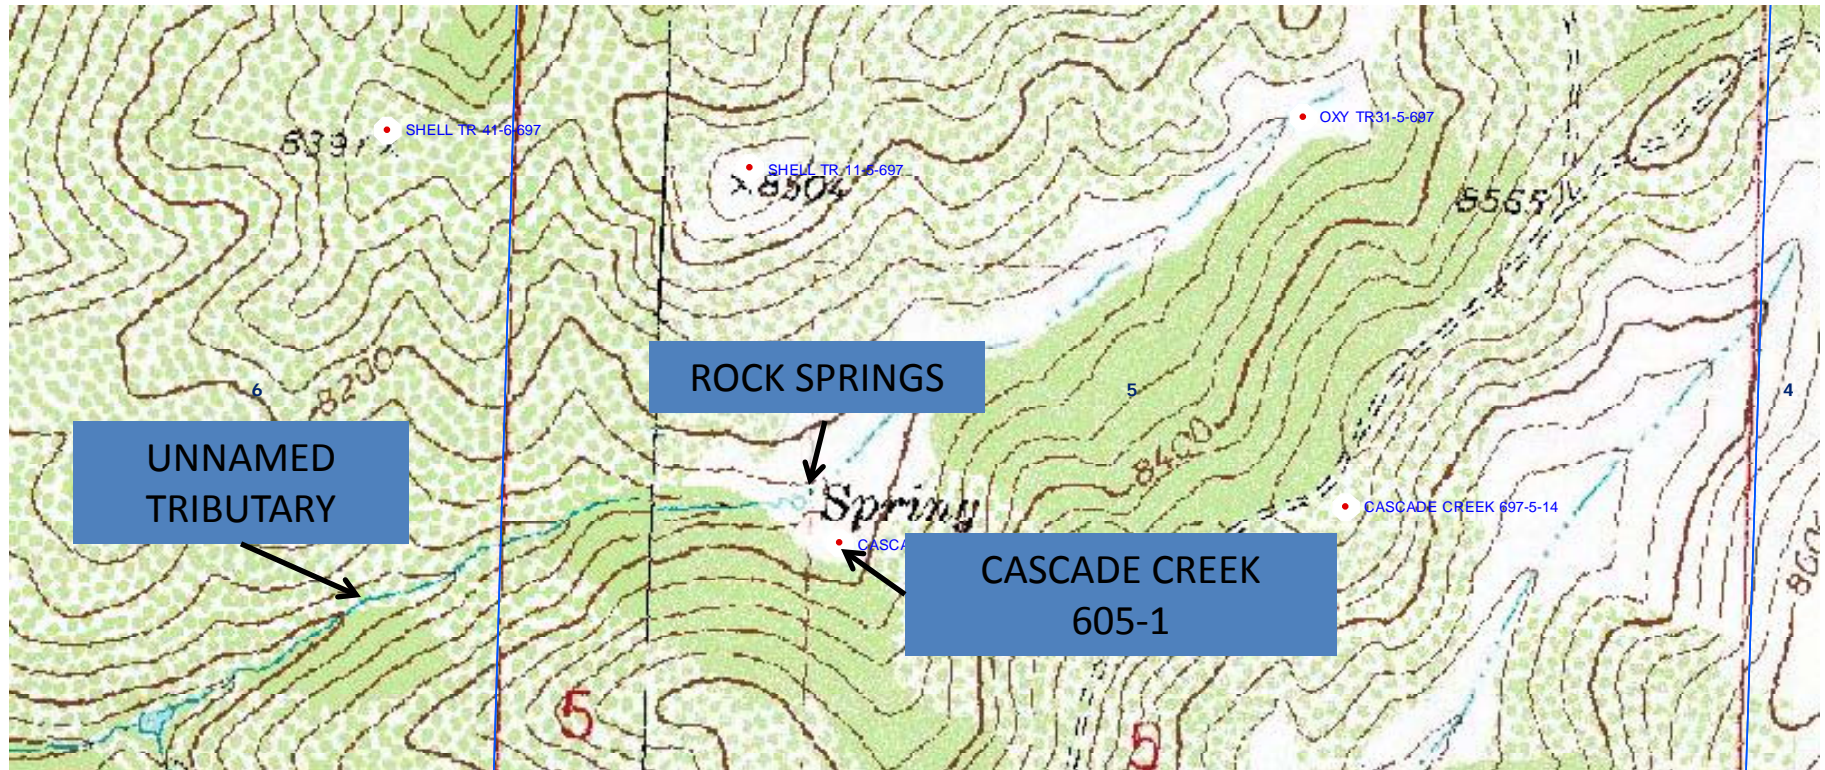 SHELL TR 41-6-697
OXY TR31-5-697
SHELL TR 11-5-697
8504
8565
8200
ROCK SPRINGS
6
5
4
UNNAMED
TRIBUTARY
8400
Spring
CASCADE CREEK 697-5-14
CASCA
CASCADE CREEK
605-1
5
5